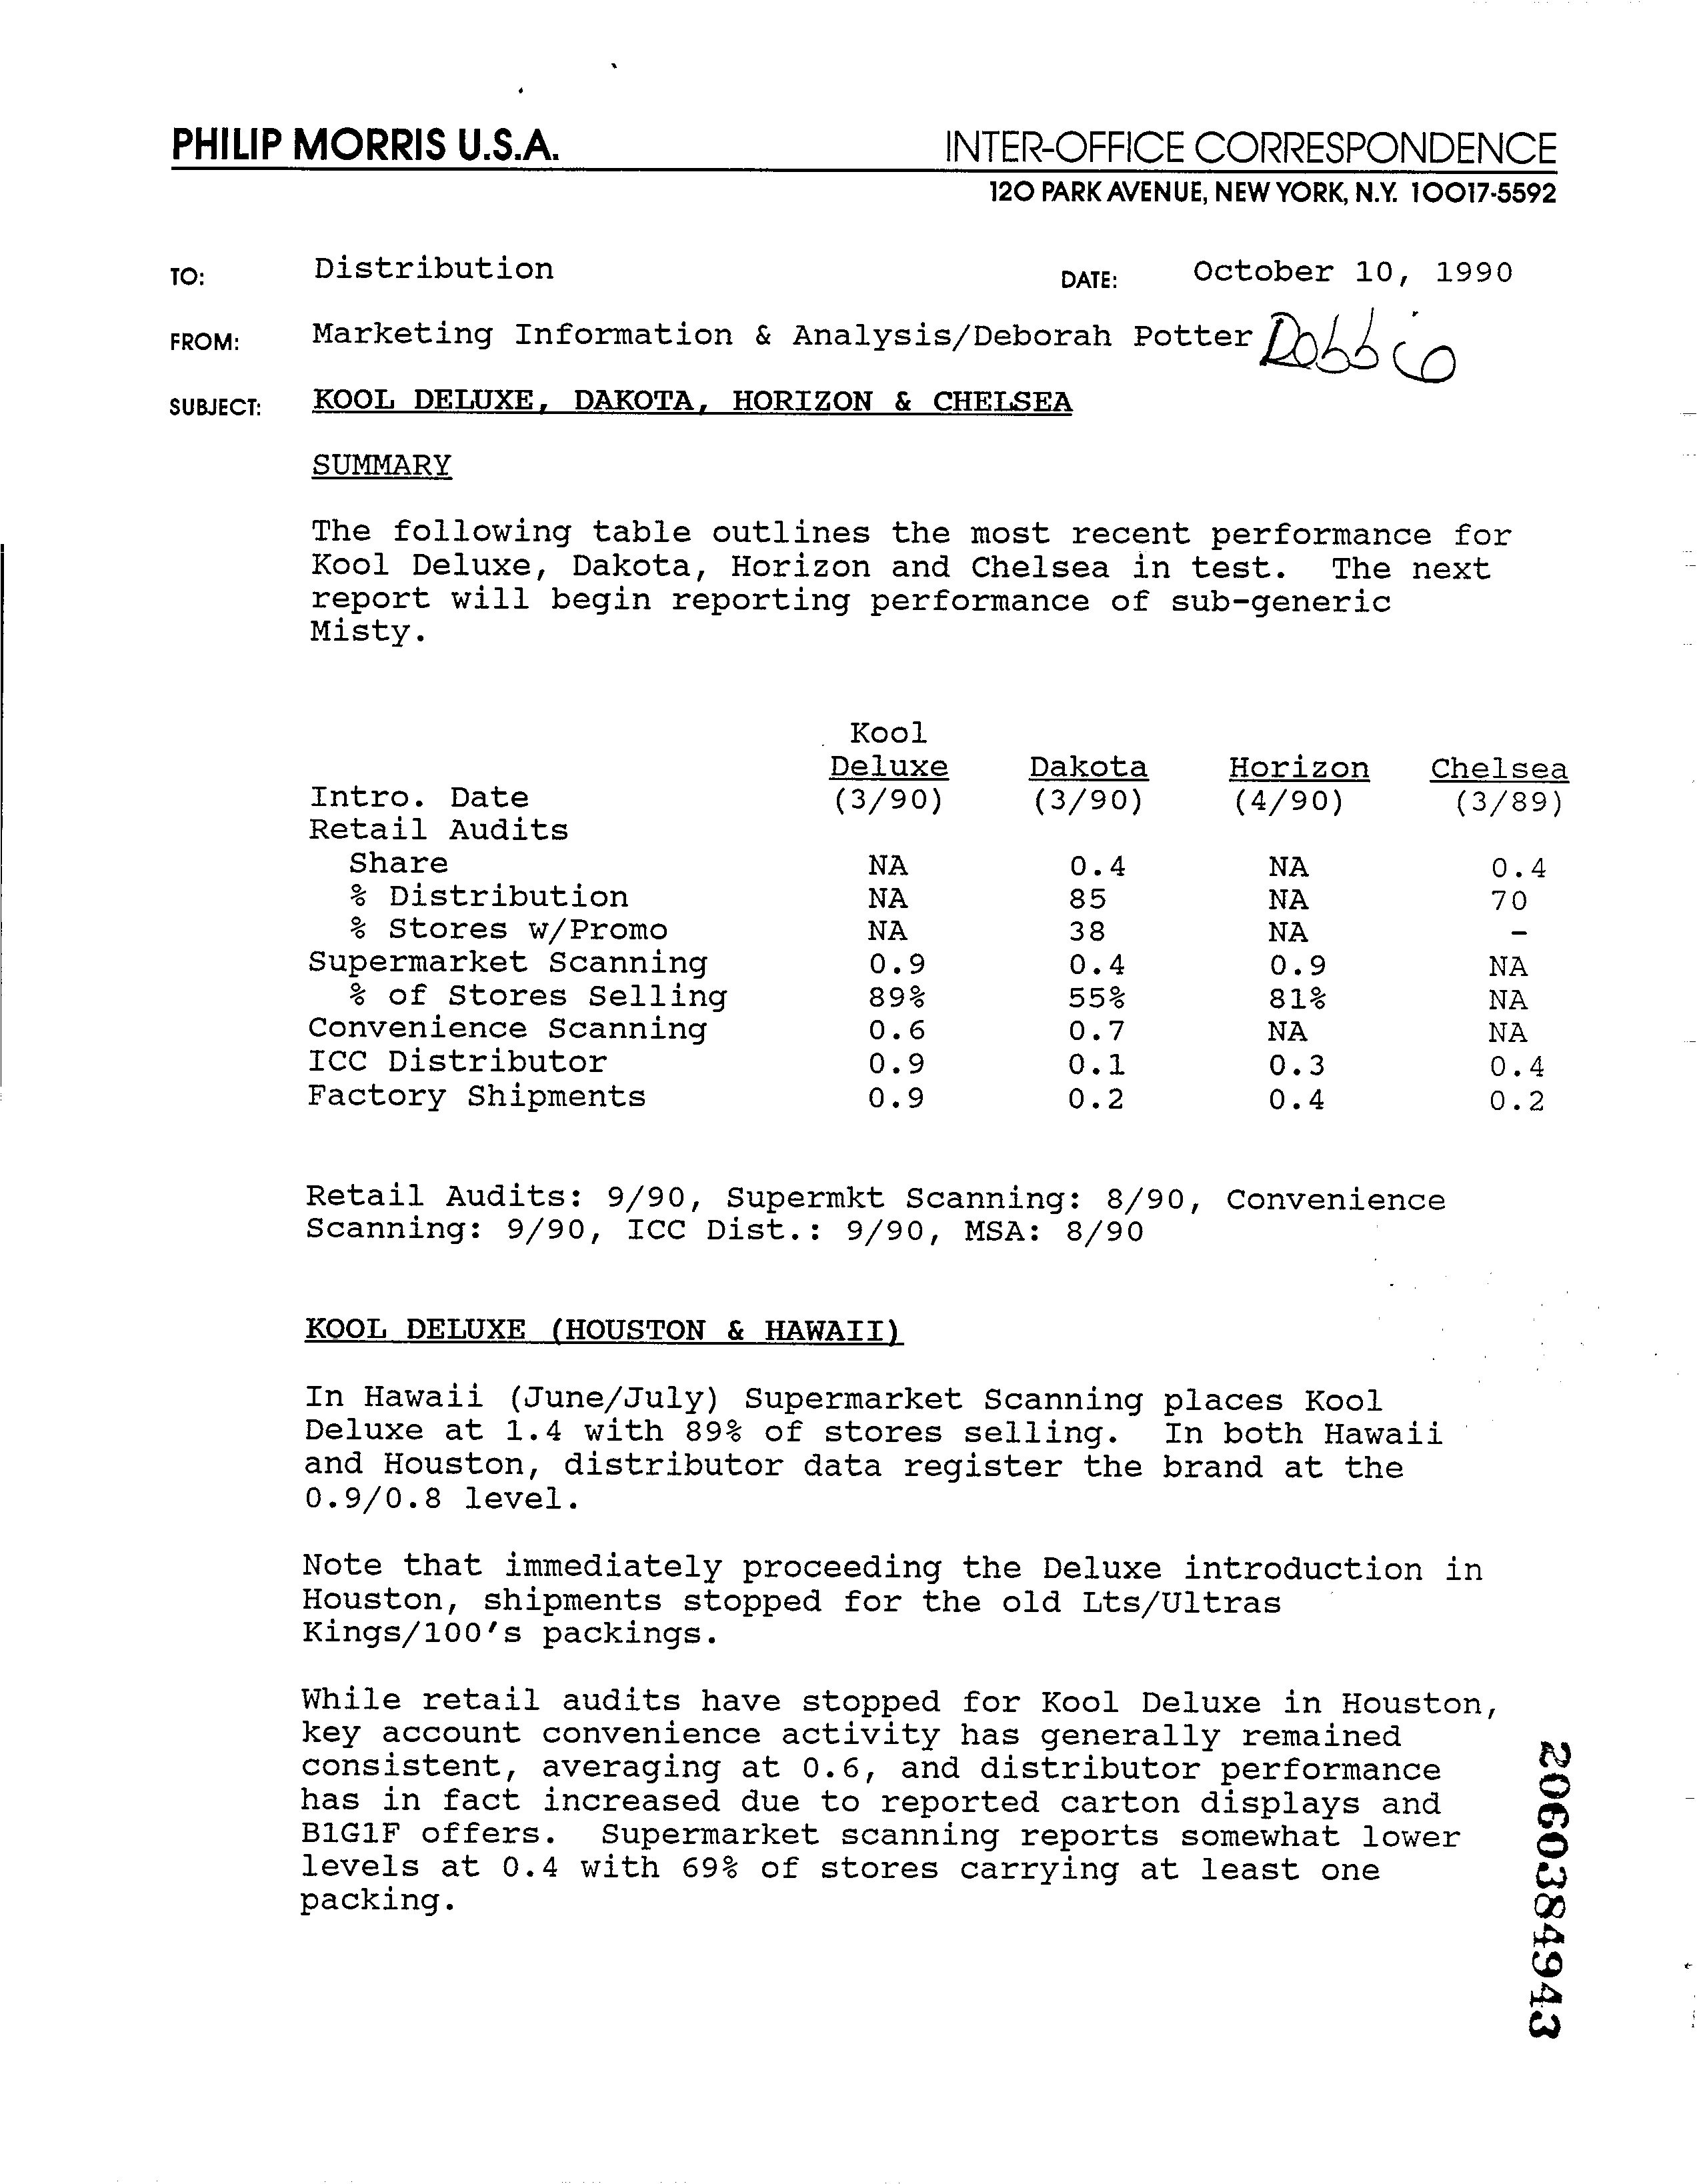 PHILIP MORRIS U.S.A. INTER-OFFICE CORRESPONDENCE
120 PARK AVENUE, NEW YORK, N.Y. 10017-5592
TO: Distribution DATE: October 10, 1990
FROM: Marketing Information & Analysis/Deborah Potter Debbie
SUBJECT: KOOL DELUXE, DAKOTA, HORIZON & CHELSEA
SUMMARY
The following table outlines the most recent performance for
Kool Deluxe, Dakota, Horizon and Chelsea in test. The next
report will begin reporting performance of sub-generic
Misty.
Kool
Deluxe Dakota Horizon Chelsea
Intro. Date (3/90) (3/90) (4/90) (3/89)
Retail Audits
Share NA 0.4 NA 0.4
% Distribution NA 85 NA 70
% Stores w/Promo NA 38 NA -
Supermarket Scanning 0.9 0.4 0.9 NA
% of Stores Selling 89% 55% 81% NA
Convenience Scanning 0.6 0.7 NA NA
ICC Distributor 0.9 0.1 0.3 0.4
Factory Shipments 0.9 0.2 0.4 0.2
Retail Audits: 9/90, Supermkt Scanning: 8/90, Convenience
Scanning: 9/90, ICC Dist.: 9/90, MSA: 8/90
KOOL DELUXE (HOUSTON & HAWAII)
In Hawaii (June/July) Supermarket Scanning places Kool
Deluxe at 1.4 with 89% of stores selling. In both Hawaii
and Houston, distributor data register the brand at the
0.9/0.8 level.
Note that immediately proceeding the Deluxe introduction in
Houston, shipments stopped for the old Lts/Ultras
Kings/100's packings.
While retail audits have stopped for Kool Deluxe in Houston,
key account convenience activity has generally remained
consistent, averaging at 0.6, and distributor performance
has in fact increased due to reported carton displays and
B1G1F offers. Supermarket scanning reports somewhat lower
levels at 0.4 with 69% of stores carrying at least one
packing.
2060384943